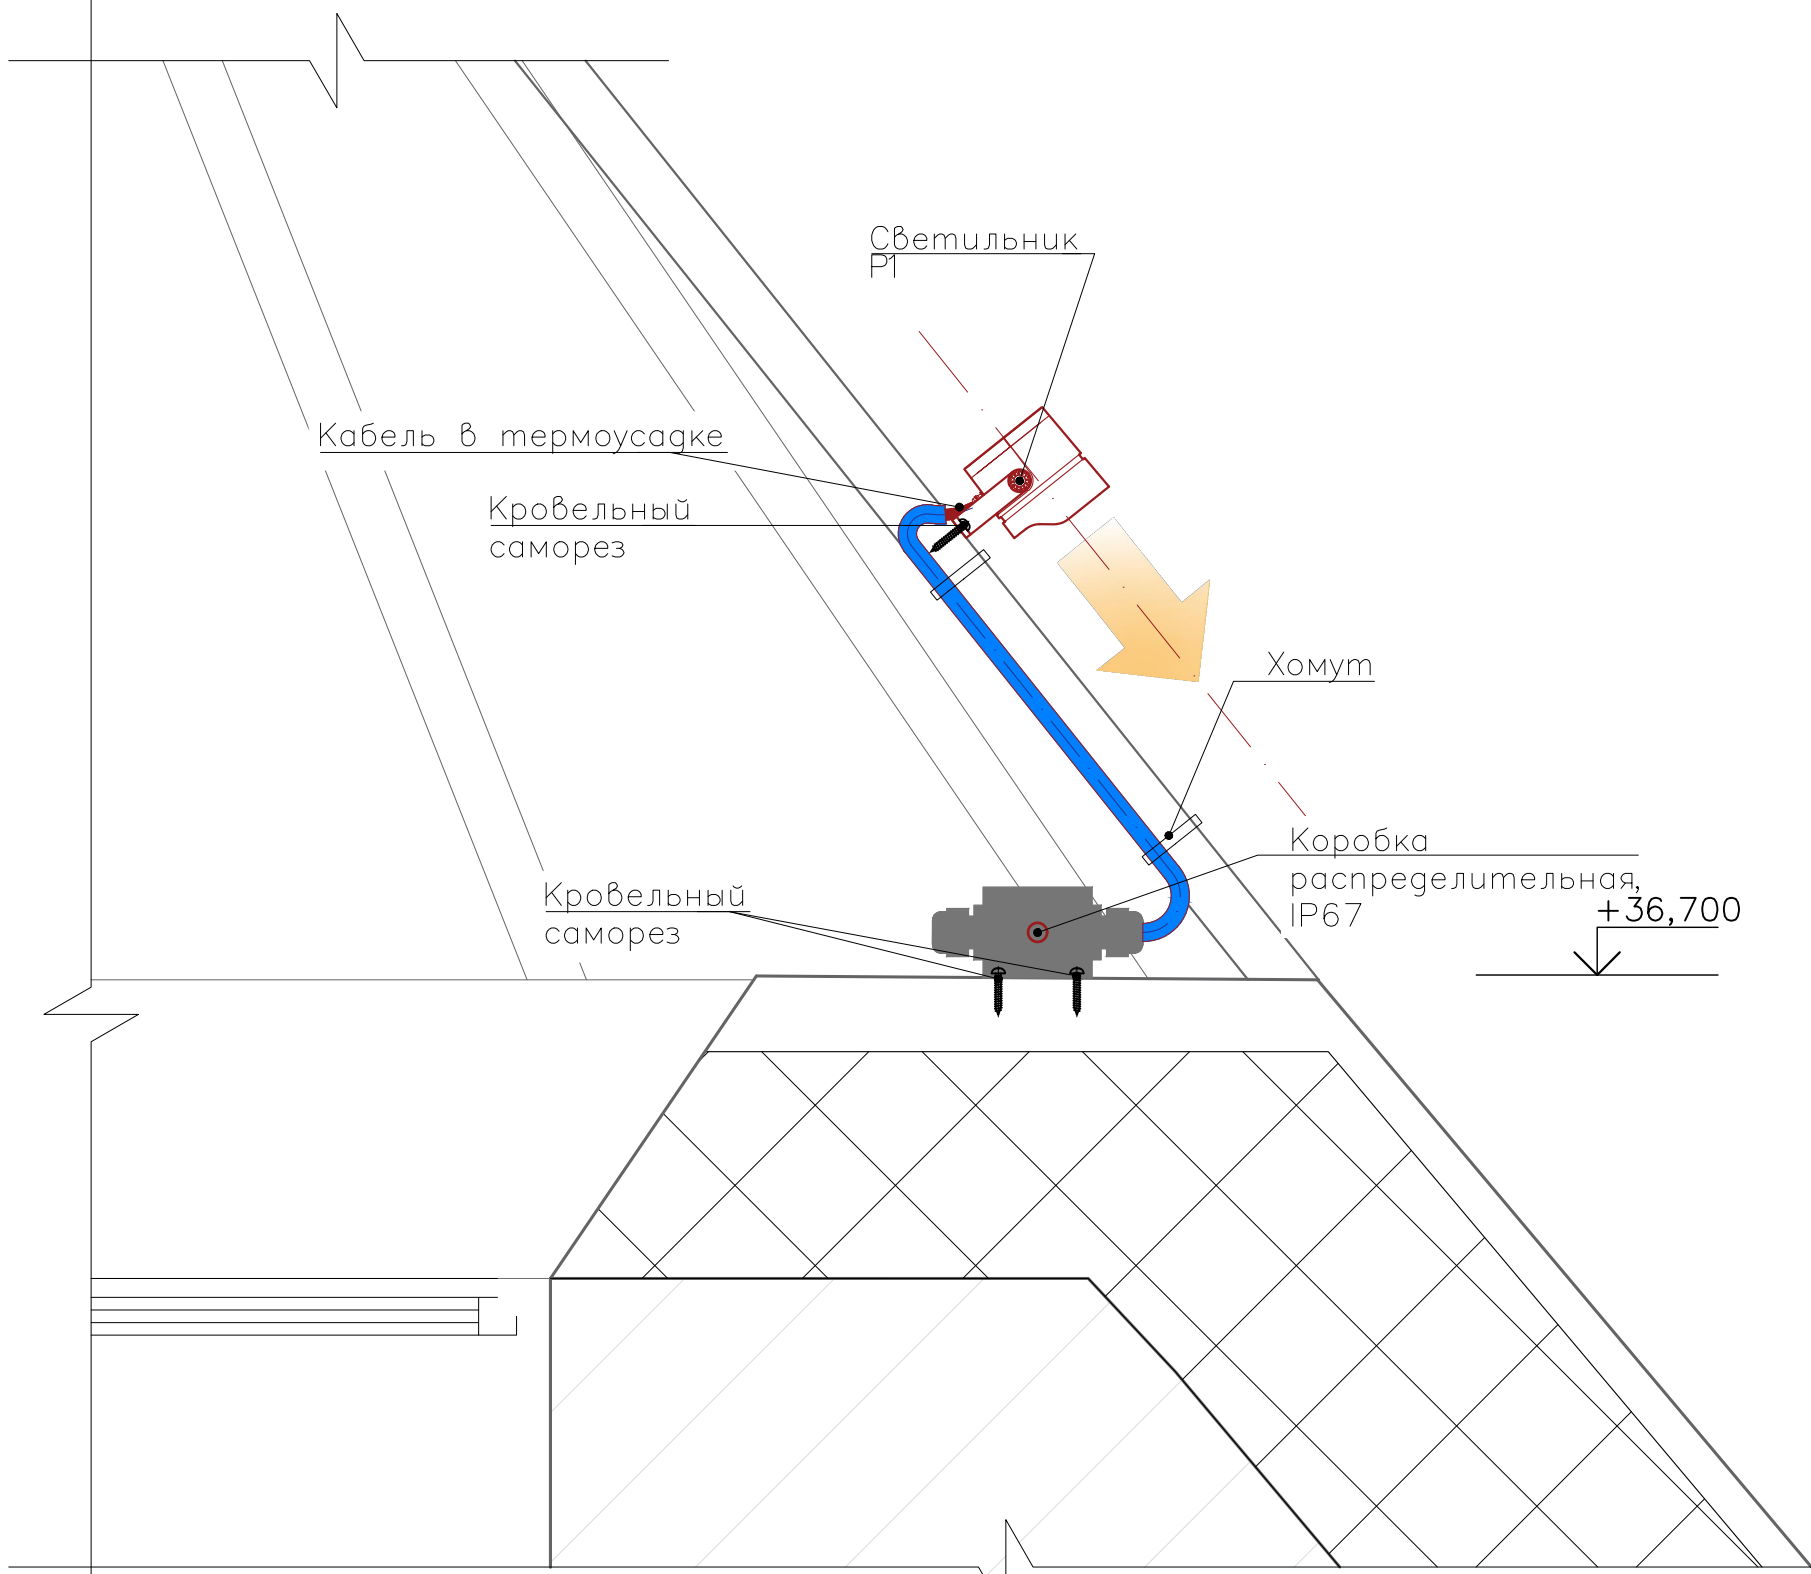 Светильник
Р1
Кабель в термоусадке
Кровельный
саморез
Хомут
Коробка
распределительная,
IP67
Кровельный
саморез
+36,700